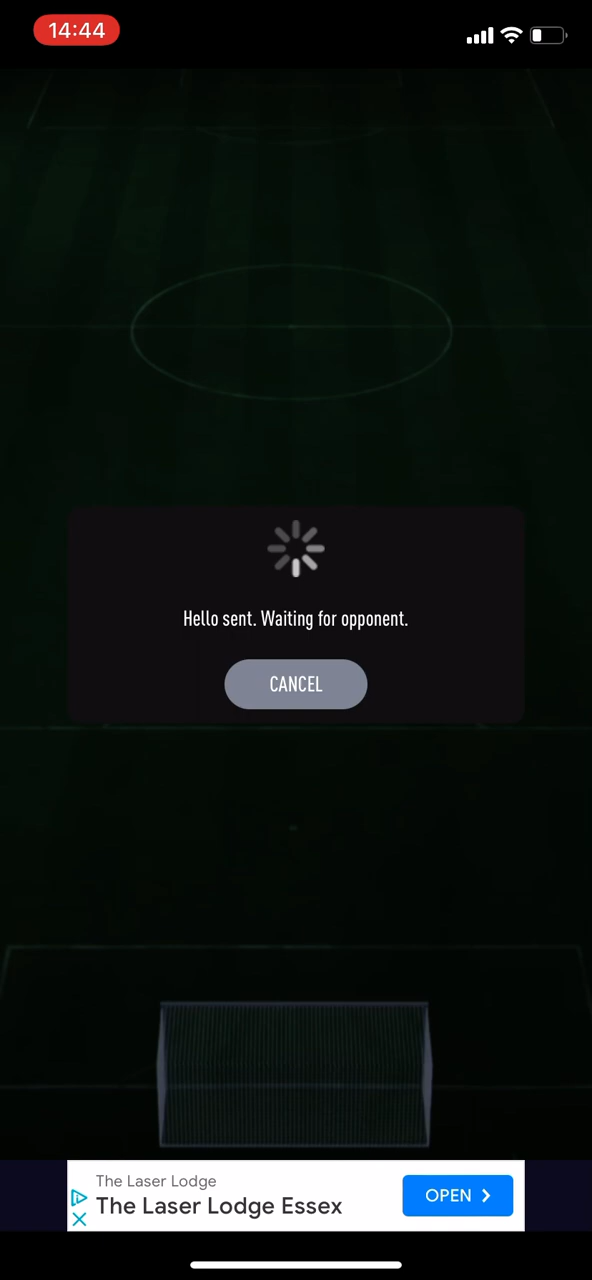 14:44
Hello sent. Waiting for opponent.
CANCEL
The Laser Lodge
The Laser Lodge Essex
OPEN